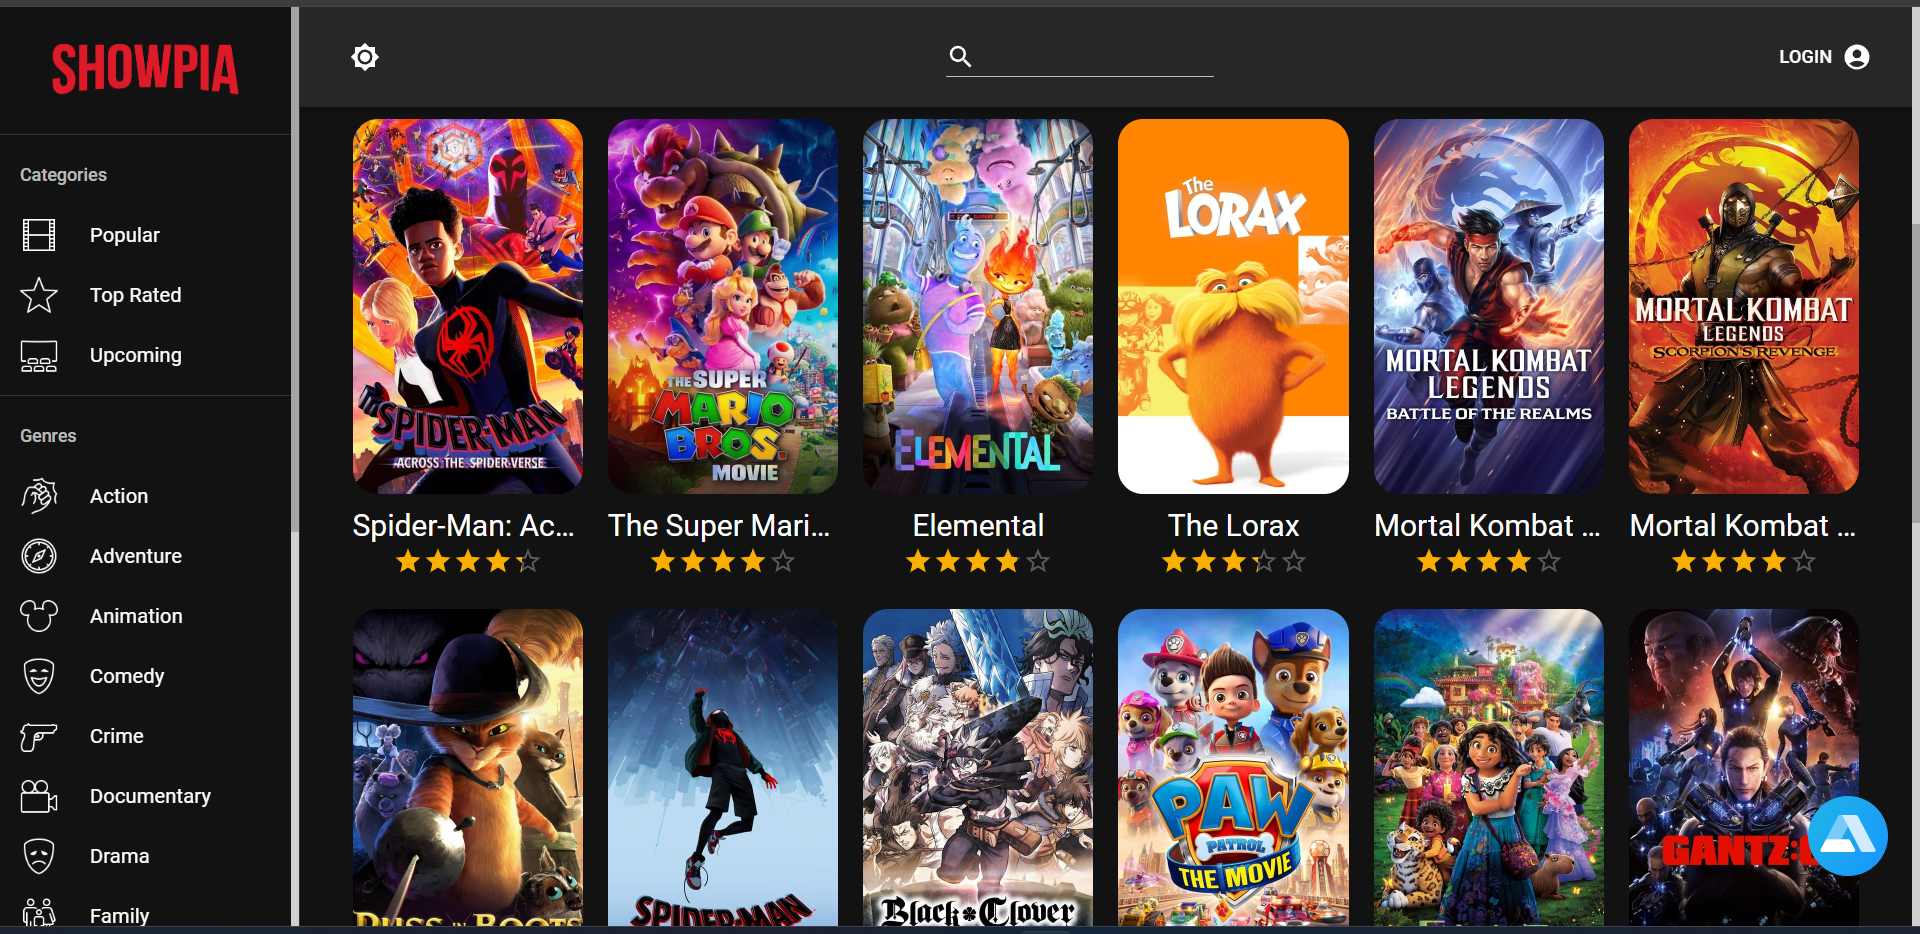 SHOWPIA
LOGIN
Categories
Popular
Top Rated
Upcoming
Genres
Action
Adventure
Animation
Comedy
Crime
Documentary
Drama
Family
SPIDER-MAN
ACROSS THE SPIDER-VERSE
THE SUPER
MARIO
BROS.
MOVIE
ELEMENTAL
The
LORAX
MORTAL KOMBAT
LEGENDS
BATTLE OF THE REALMS
MORTAL KOMBAT
LEGENDS
SCORPION'S REVENGE
Spider-Man: Ac...
The Super Mari...
Elemental
The Lorax
Mortal Kombat ...
Mortal Kombat ...
PUSS IN BOOTS
SPIDER-MAN
Black Clover
PAW
PATROL
THE MOVIE
GANTZ: